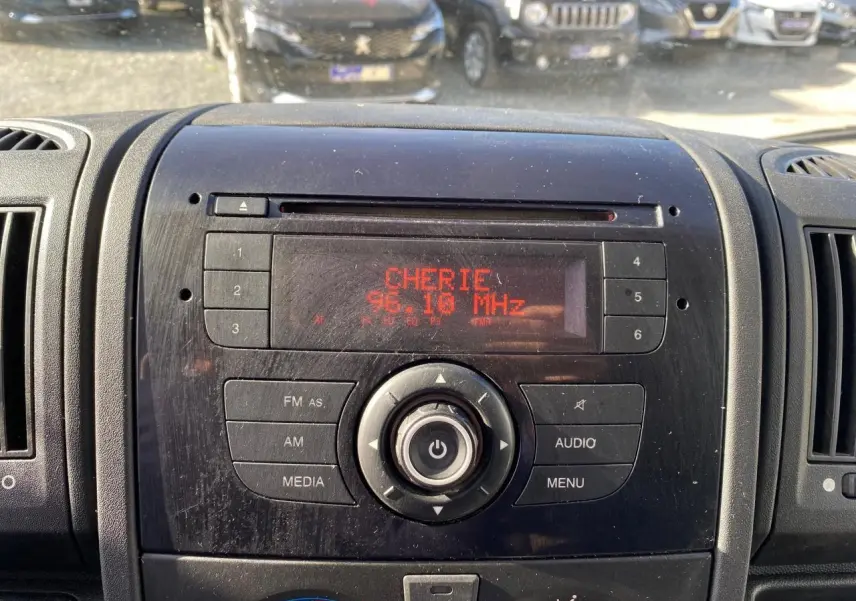 1
2
3
4
5
6
CHERIE
96.10 MHz
FM AS
AM
MEDIA
AUDIO
MENU